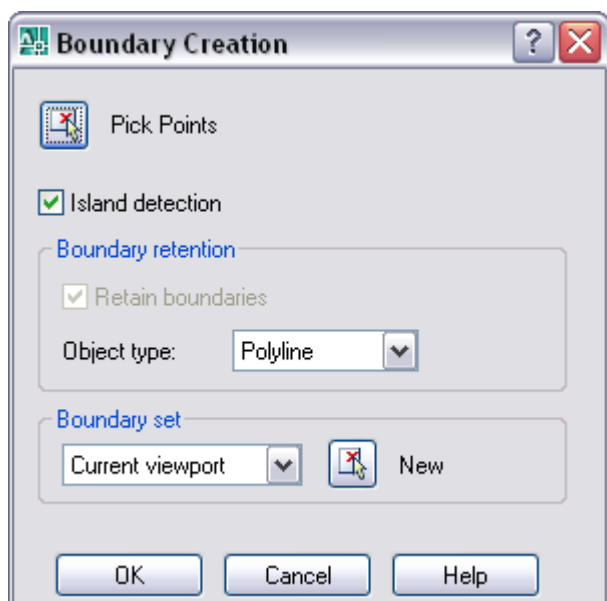 Boundary Creation
Pick Points
Island detection
Boundary retention
Retain boundaries
Object type: Polyline
Boundary set
Current viewport New
OK Cancel Help